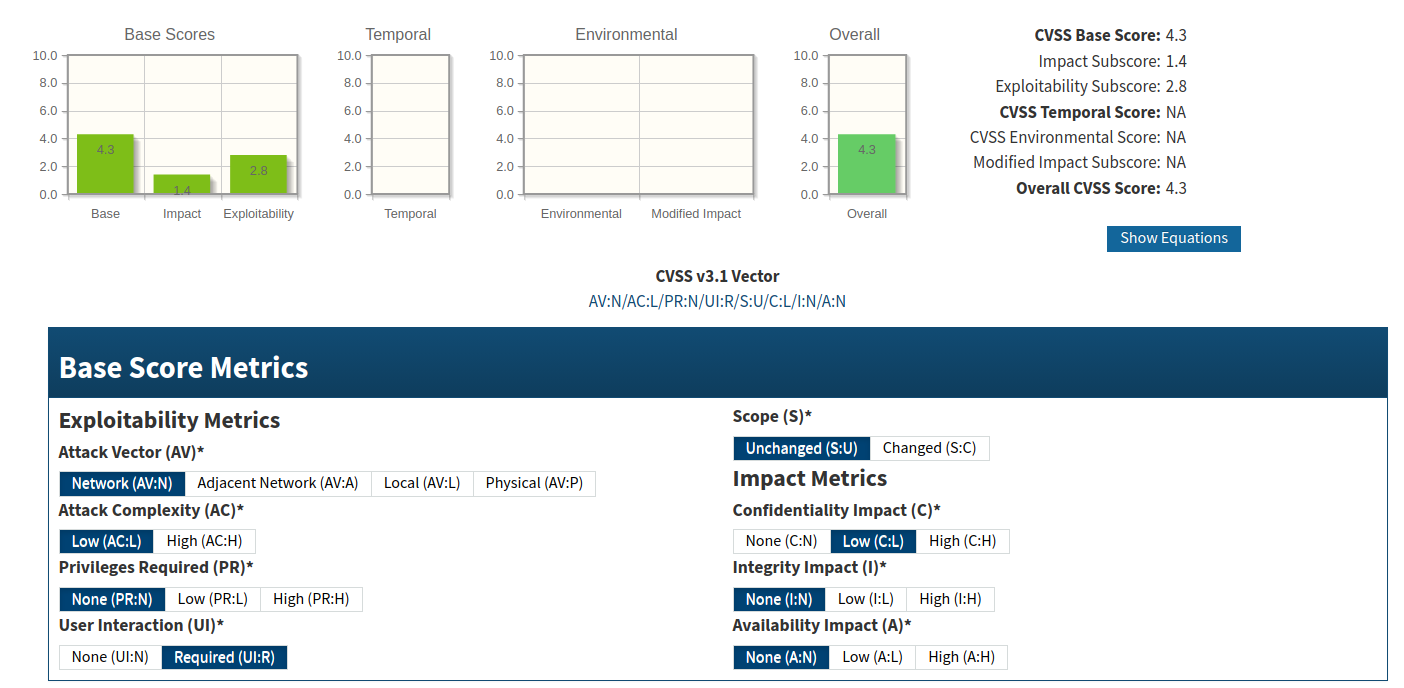 Base Scores
10.0
8.0
6.0
4.0
2.0
0.0
4.3
1.4
2.8
Base Impact Exploitability
Temporal
10.0
8.0
6.0
4.0
2.0
0.0
Temporal
Environmental
10.0
8.0
6.0
4.0
2.0
0.0
Environmental Modified Impact
Overall
10.0
8.0
6.0
4.0
2.0
0.0
4.3
Overall
CVSS Base Score: 4.3
Impact Subscore: 1.4
Exploitability Subscore: 2.8
CVSS Temporal Score: NA
CVSS Environmental Score: NA
Modified Impact Subscore: NA
Overall CVSS Score: 4.3
Show Equations
CVSS v3.1 Vector
AV:N/AC:L/PR:N/UI:R/S:U/C:L/I:N/A:N
Base Score Metrics
Exploitability Metrics
Attack Vector (AV)*
Network (AV:N) Adjacent Network (AV:A) Local (AV:L) Physical (AV:P)
Attack Complexity (AC)*
Low (AC:L) High (AC:H)
Privileges Required (PR)*
None (PR:N) Low (PR:L) High (PR:H)
User Interaction (UI)*
None (UI:N) Required (UI:R)
Scope (S)*
Unchanged (S:U) Changed (S:C)
Impact Metrics
Confidentiality Impact (C)*
None (C:N) Low (C:L) High (C:H)
Integrity Impact (I)*
None (I:N) Low (I:L) High (I:H)
Availability Impact (A)*
None (A:N) Low (A:L) High (A:H)